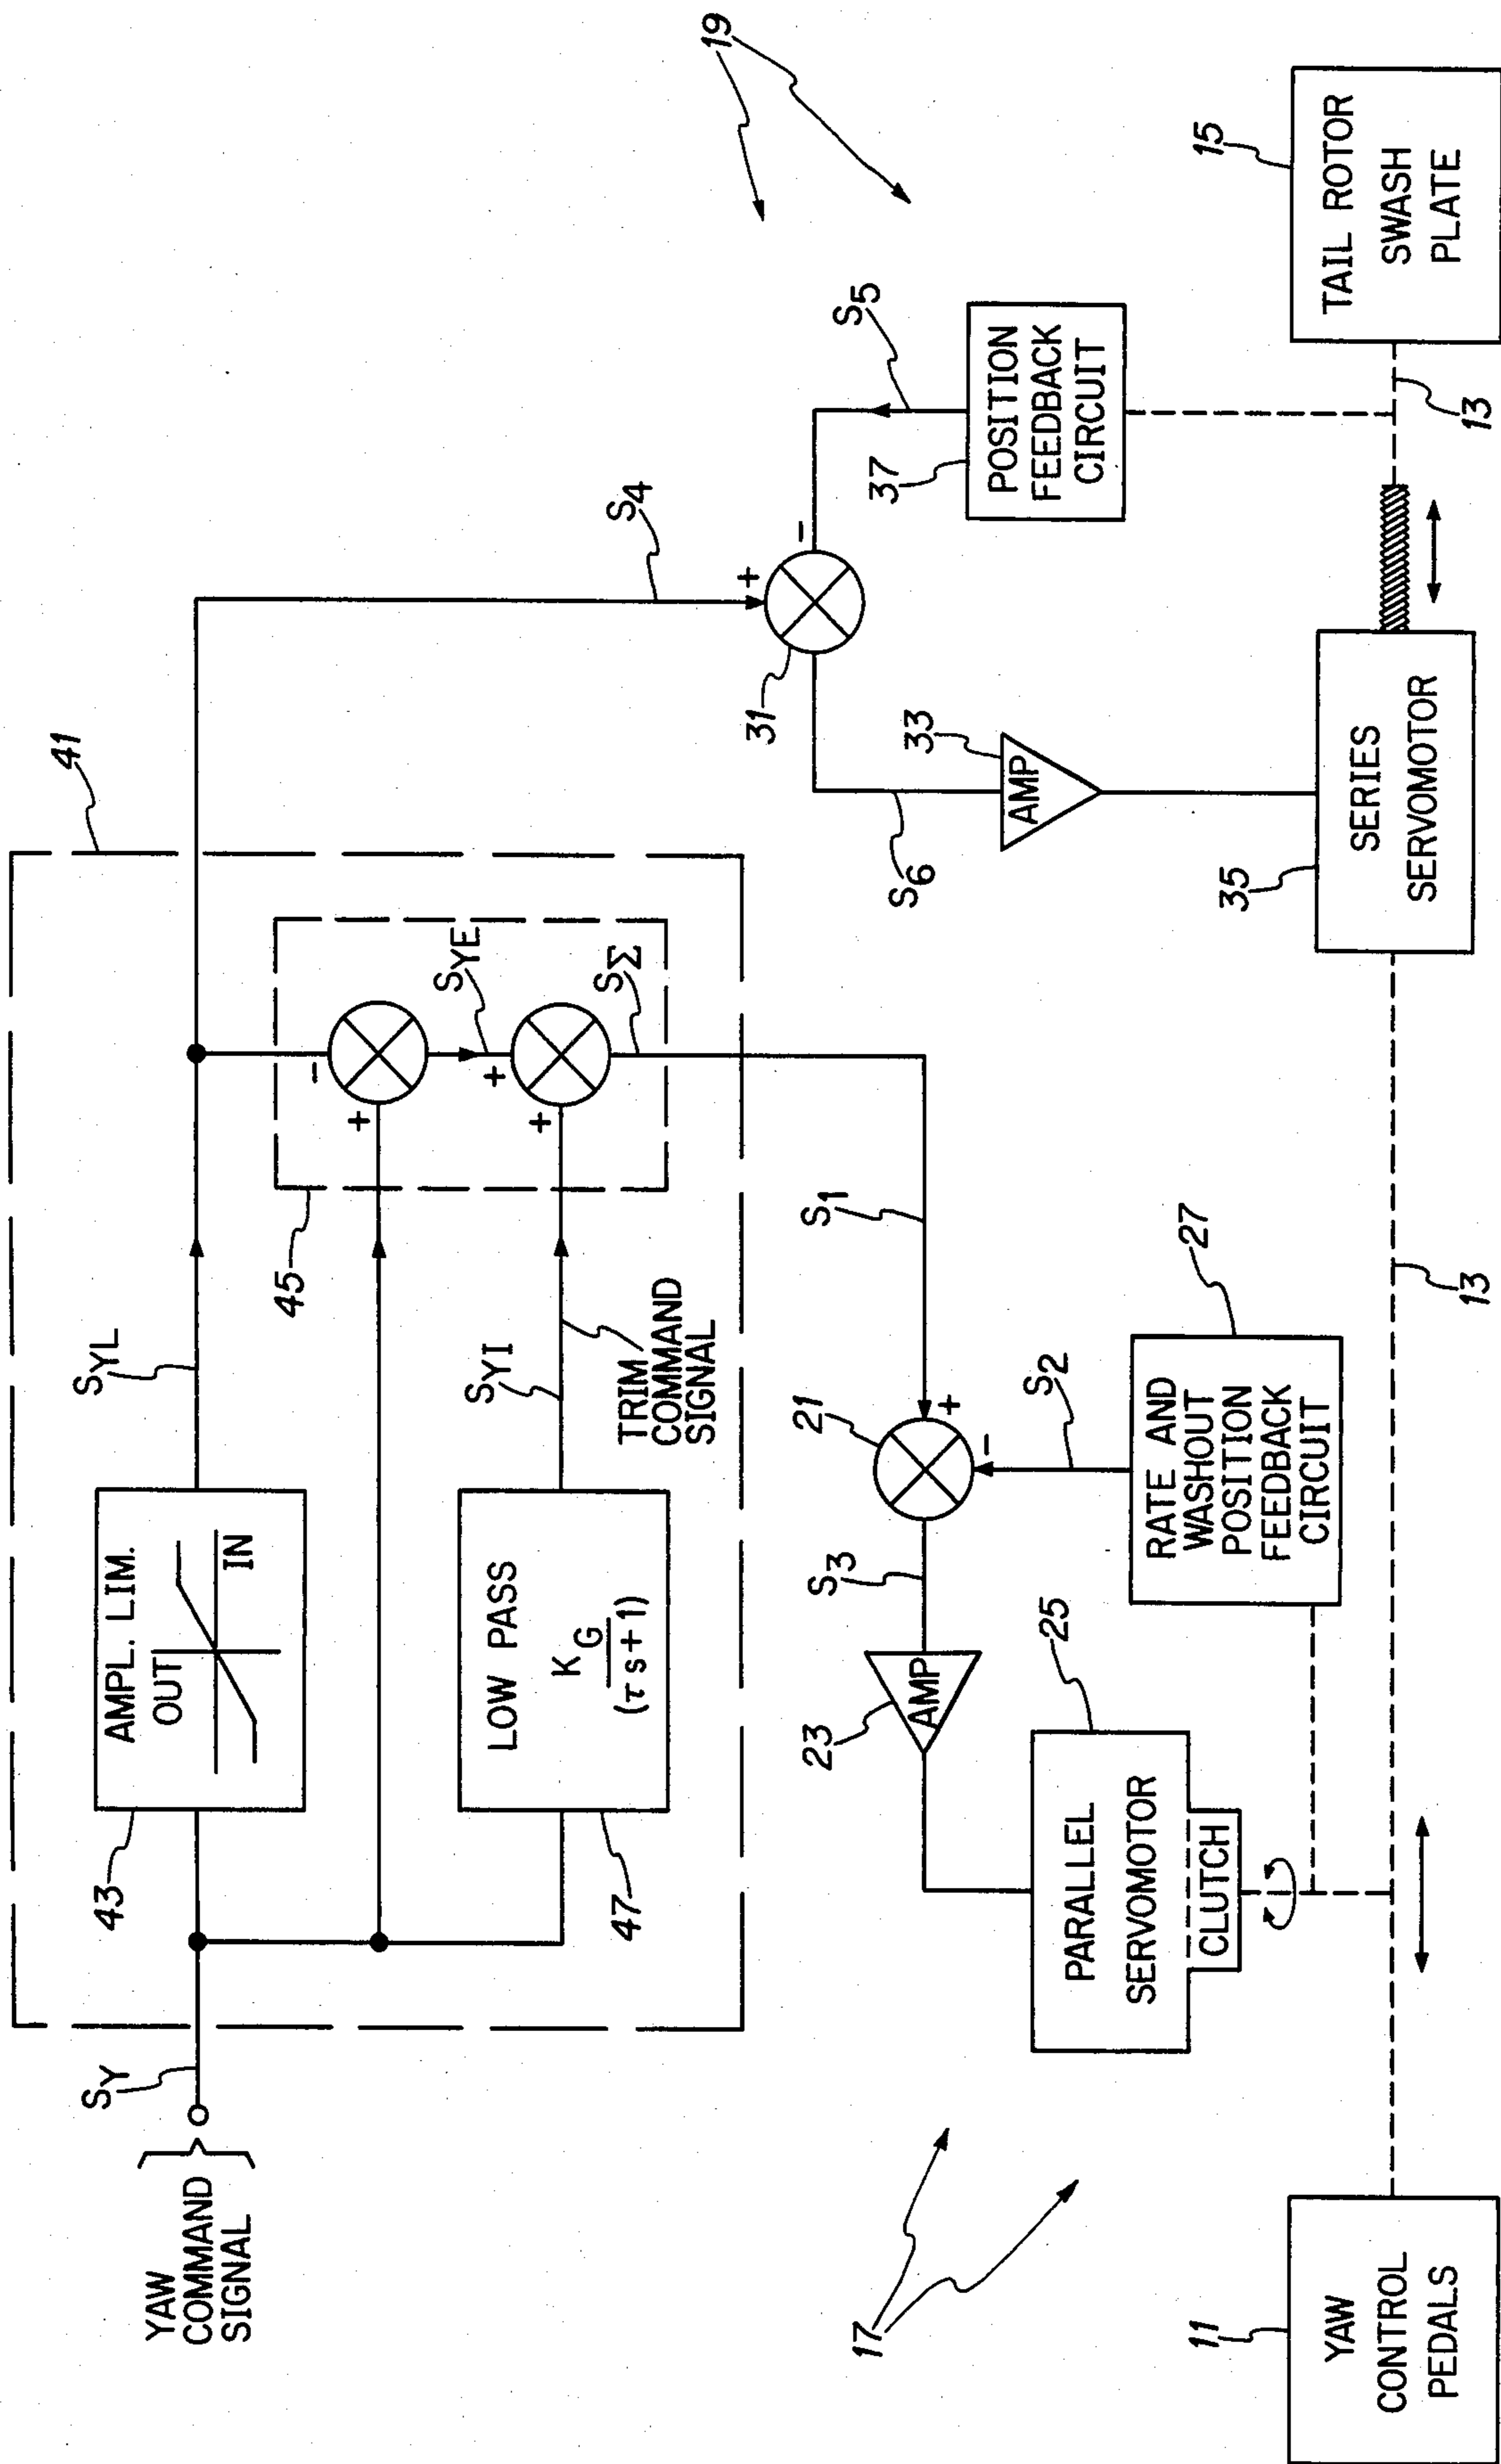 YAW
COMMAND
SIGNAL
SY
41
43
AMPL. LIM.
OUT
IN
SYL
47
LOW PASS
KG
(τs+1)
SYI
TRIM
COMMAND
SIGNAL
45
-
+
SYE
+
+
SΣ
S4
19
17
PARALLEL
SERVOMOTOR
CLUTCH
25
23
AMP
S3
21
+
-
S1
S2
RATE AND
WASHOUT
POSITION
FEEDBACK
CIRCUIT
27
31
+
-
S6
AMP
33
S5
37
POSITION
FEEDBACK
CIRCUIT
11
YAW
CONTROL
PEDALS
13
35
SERIES
SERVOMOTOR
13
15
TAIL ROTOR
SWASH
PLATE